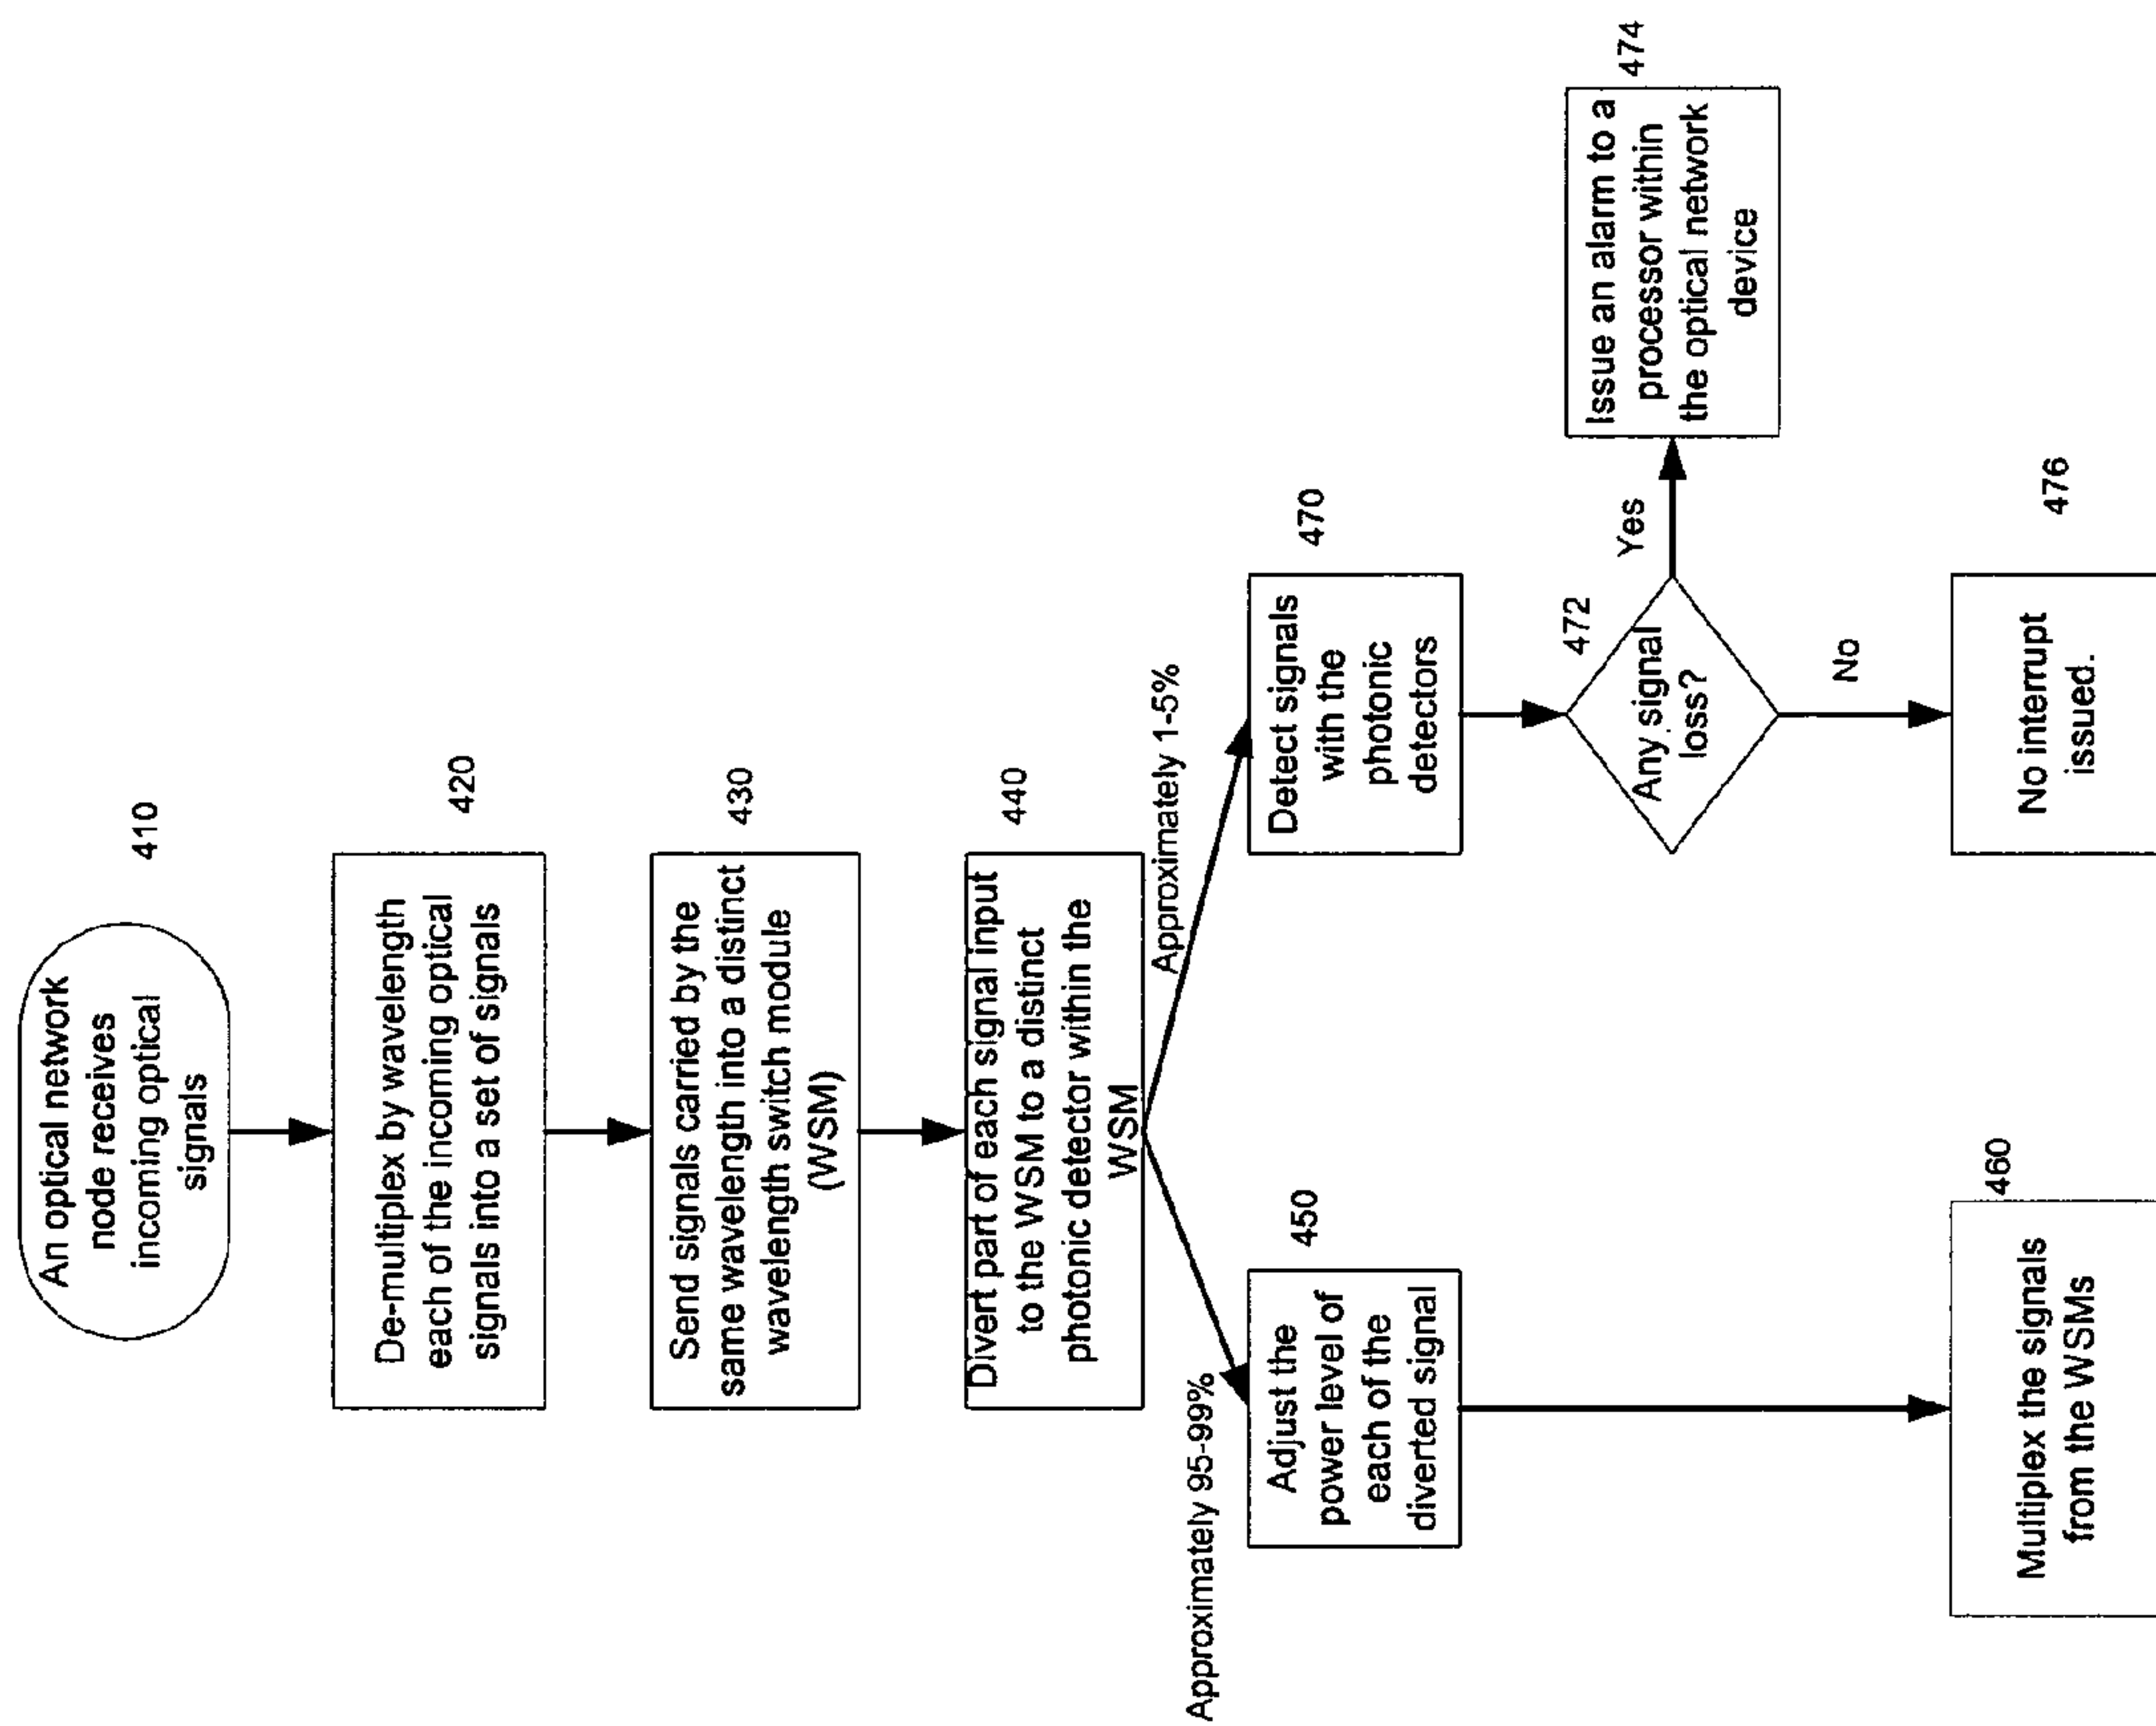 An optical network
node receives
incoming optical
signals
410
De-multiplex by wavelength
each of the incoming optical
signals into a set of signals
420
Send signals carried by the
same wavelength into a distinct
wavelength switch module
(WSM)
430
Divert part of each signal input
to the WSM to a distinct
photonic detector within the
WSM
440
Approximately 95-99%
Approximately 1-5%
Adjust the
power level of
each of the
diverted signal
450
Detect signals
with the
photonic
detectors
470
Any signal
loss?
472
Yes
Issue an alarm to a
processor within
the optical network
device
474
No
Multiplex the signals
from the WSMs
460
No interrupt
issued.
476